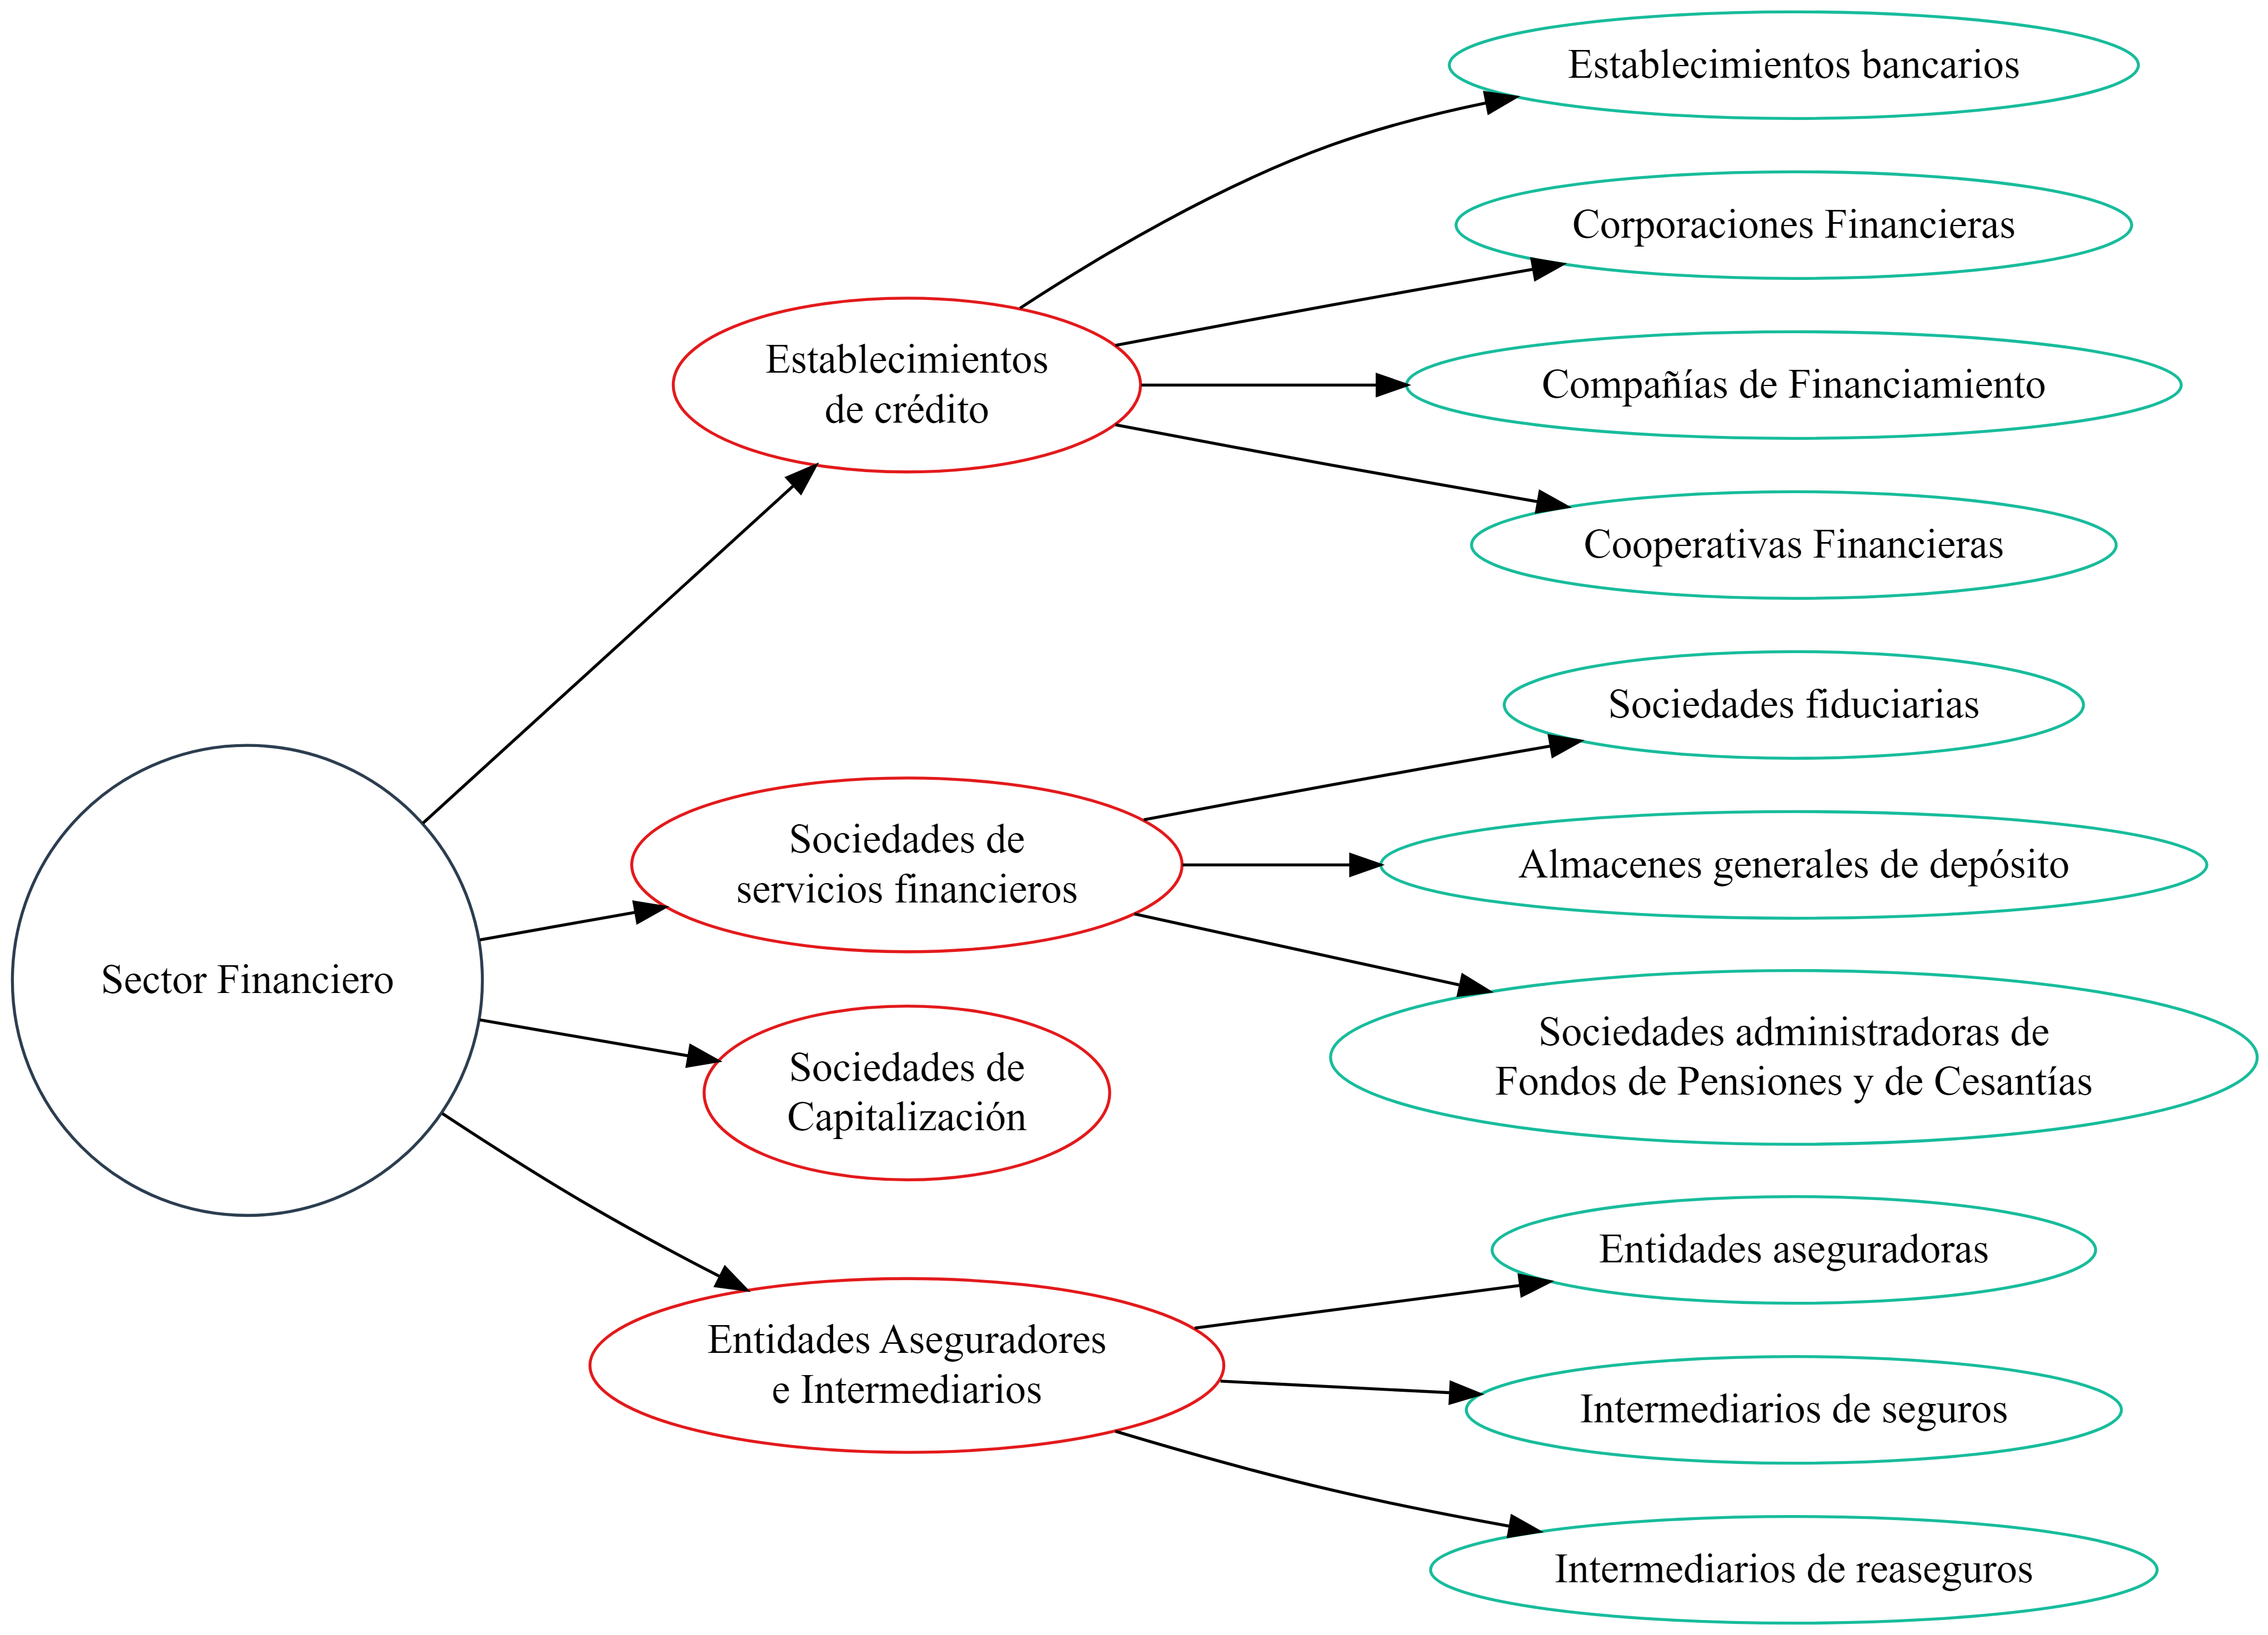 Sector Financiero
Establecimientos
de crédito
Sociedades de
servicios financieros
Sociedades de
Capitalización
Entidades Aseguradores
e Intermediarios
Establecimientos bancarios
Corporaciones Financieras
Compañías de Financiamiento
Cooperativas Financieras
Sociedades fiduciarias
Almacenes generales de depósito
Sociedades administradoras de
Fondos de Pensiones y de Cesantías
Entidades aseguradoras
Intermediarios de seguros
Intermediarios de reaseguros